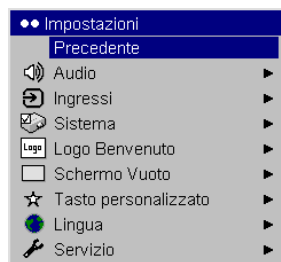 Impostazioni
Precedente
Audio
Ingressi
Sistema
Logo Logo Benvenuto
Schermo Vuoto
Tasto personalizzato
Lingua
Servizio